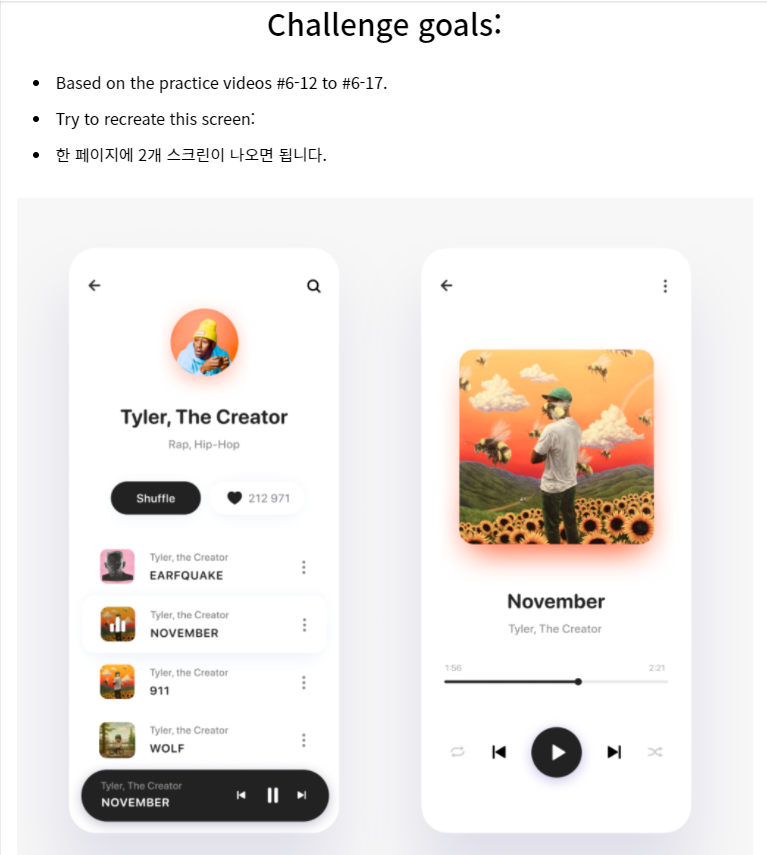 Challenge goals:
Based on the practice videos #6-12 to #6-17.
Try to recreate this screen:
한 페이지에 2개 스크린이 나오면 됩니다.
Tyler, The Creator
Rap, Hip-Hop
Shuffle
212 971
Tyler, the Creator
EARFQUAKE
Tyler, the Creator
NOVEMBER
Tyler, the Creator
911
Tyler, the Creator
WOLF
Tyler, The Creator
NOVEMBER
November
Tyler, The Creator
1:56 2:21